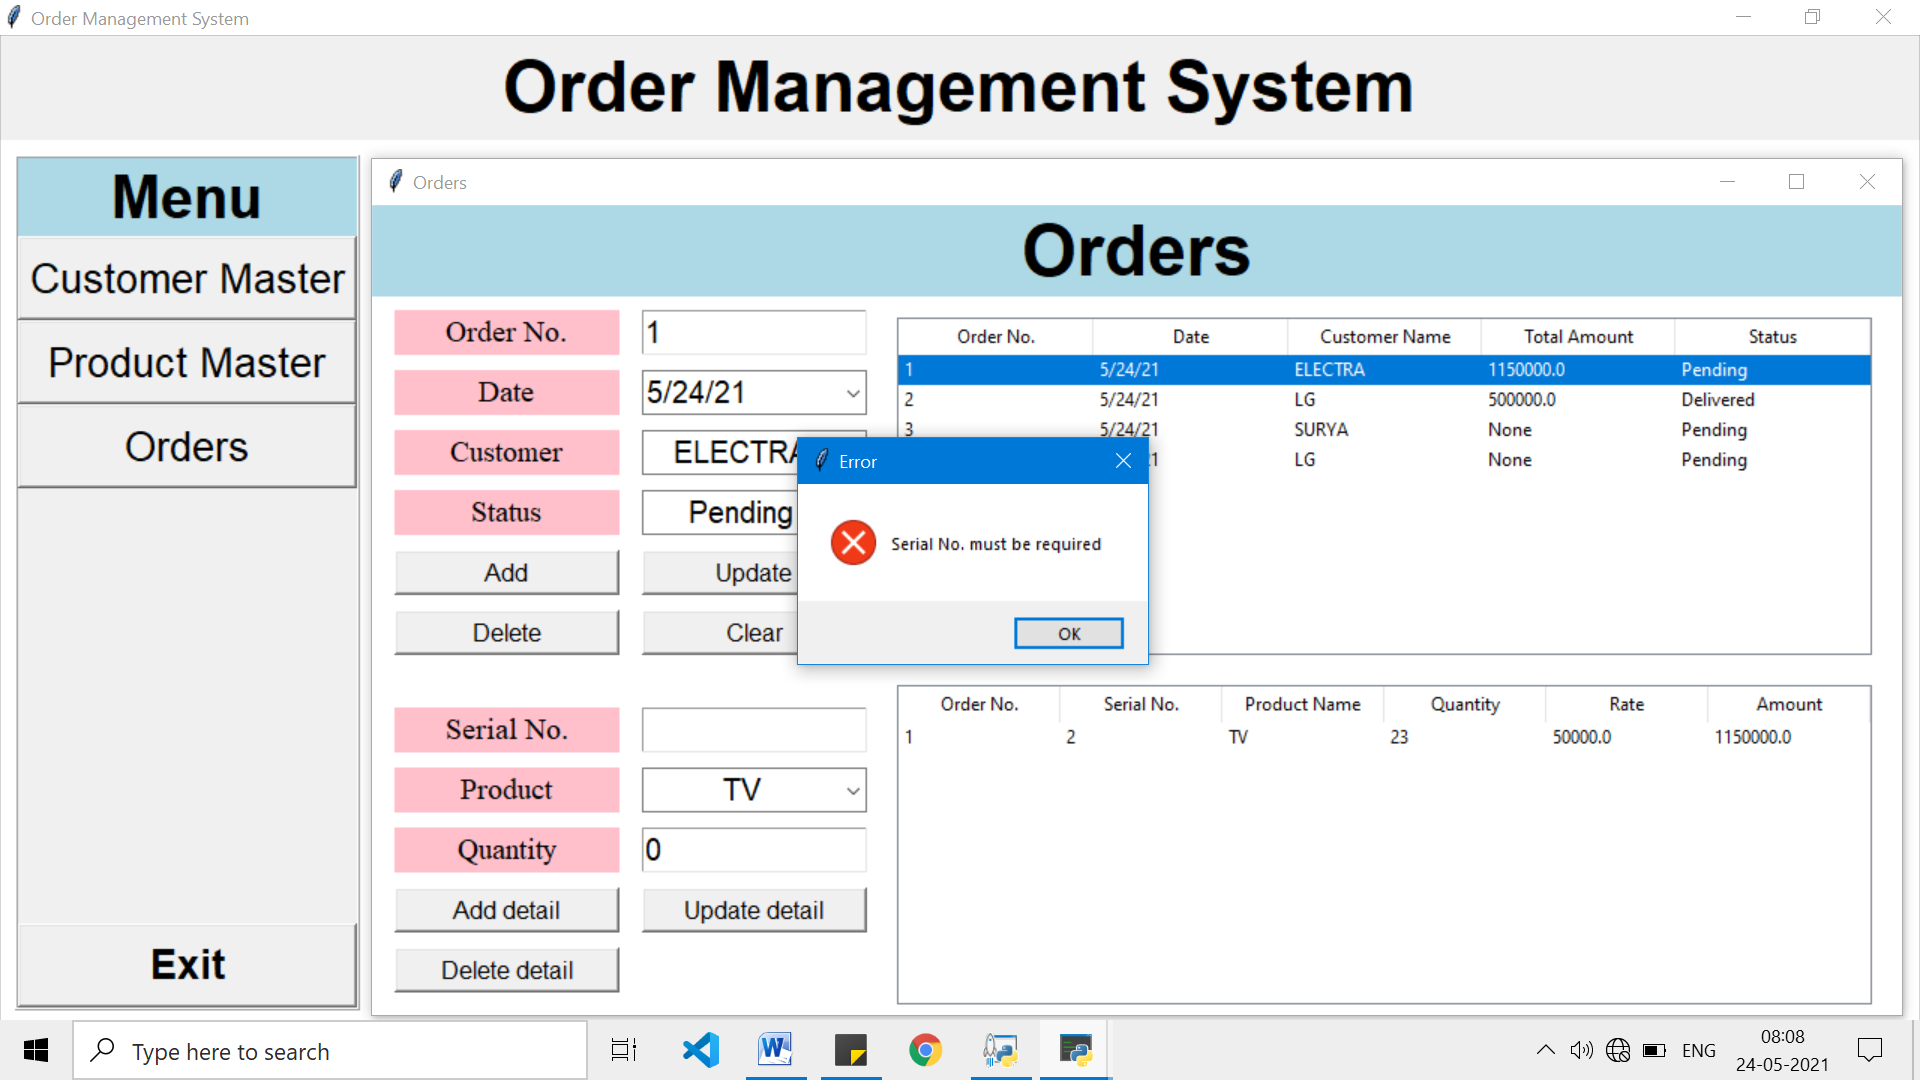 Order Management System
Order Management System
Menu
Customer Master
Product Master
Orders
Exit
Orders
Orders
Order No. 1
Date 5/24/21
Customer ELECTRA
Status Pending
Add Update
Delete Clear
Order No. Date Customer Name Total Amount Status
1 5/24/21 ELECTRA 1150000.0 Pending
2 5/24/21 LG 500000.0 Delivered
3 5/24/21 SURYA None Pending
1 LG None Pending
Error
Serial No. must be required
OK
Serial No.
Product TV
Quantity 0
Add detail Update detail
Delete detail
Order No. Serial No. Product Name Quantity Rate Amount
1 2 TV 23 50000.0 1150000.0
Type here to search
W
ENG
08:08
24-05-2021